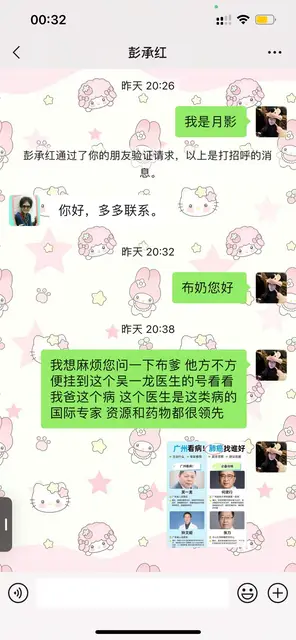 00:32
彭承红
昨天 20:26
我是月影
彭承红通过了你的朋友验证请求，以上是打招呼的消
息。
你好，多多联系。
昨天 20:32
布奶您好
昨天 20:38
我想麻烦您问一下布爹 他方不方
便挂到这个吴一龙医生的号看看
我爸这个病 这个医生是这类病的
国际专家 资源和药物都很领先
广州看病！肺癌找谁好